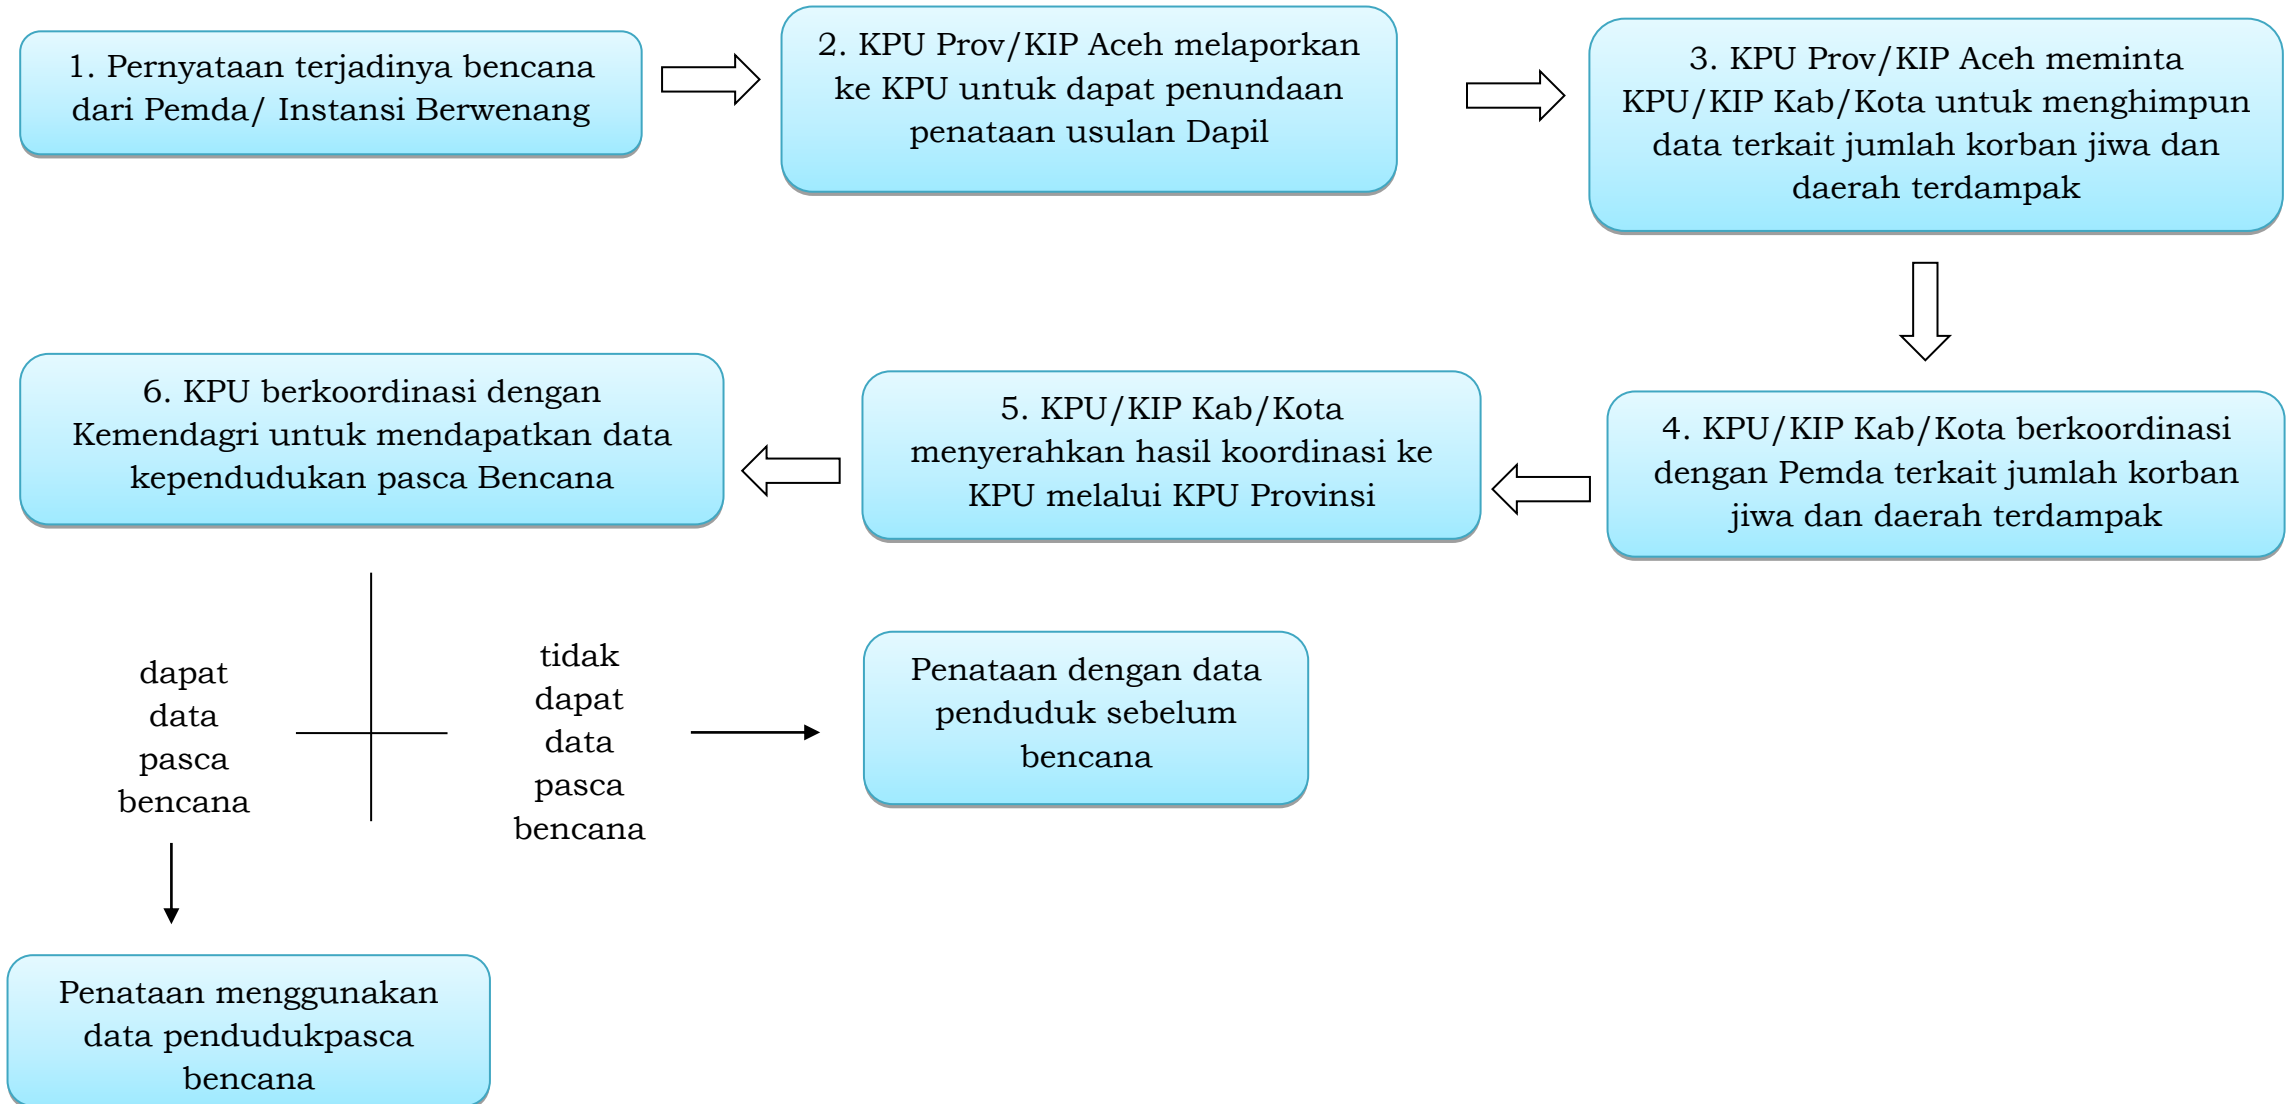 1. Pernyataan terjadinya bencana
dari Pemda/ Instansi Berwenang
2. KPU Prov/KIP Aceh melaporkan
ke KPU untuk dapat penundaan
penataan usulan Dapil
3. KPU Prov/KIP Aceh meminta
KPU/KIP Kab/Kota untuk menghimpun
data terkait jumlah korban jiwa dan
daerah terdampak
4. KPU/KIP Kab/Kota berkoordinasi
dengan Pemda terkait jumlah korban
jiwa dan daerah terdampak
5. KPU/KIP Kab/Kota
menyerahkan hasil koordinasi ke
KPU melalui KPU Provinsi
6. KPU berkoordinasi dengan
Kemendagri untuk mendapatkan data
kependudukan pasca Bencana
dapat
data
pasca
bencana
tidak
dapat
data
pasca
bencana
Penataan dengan data
penduduk sebelum
bencana
Penataan menggunakan
data pendudukpasca
bencana